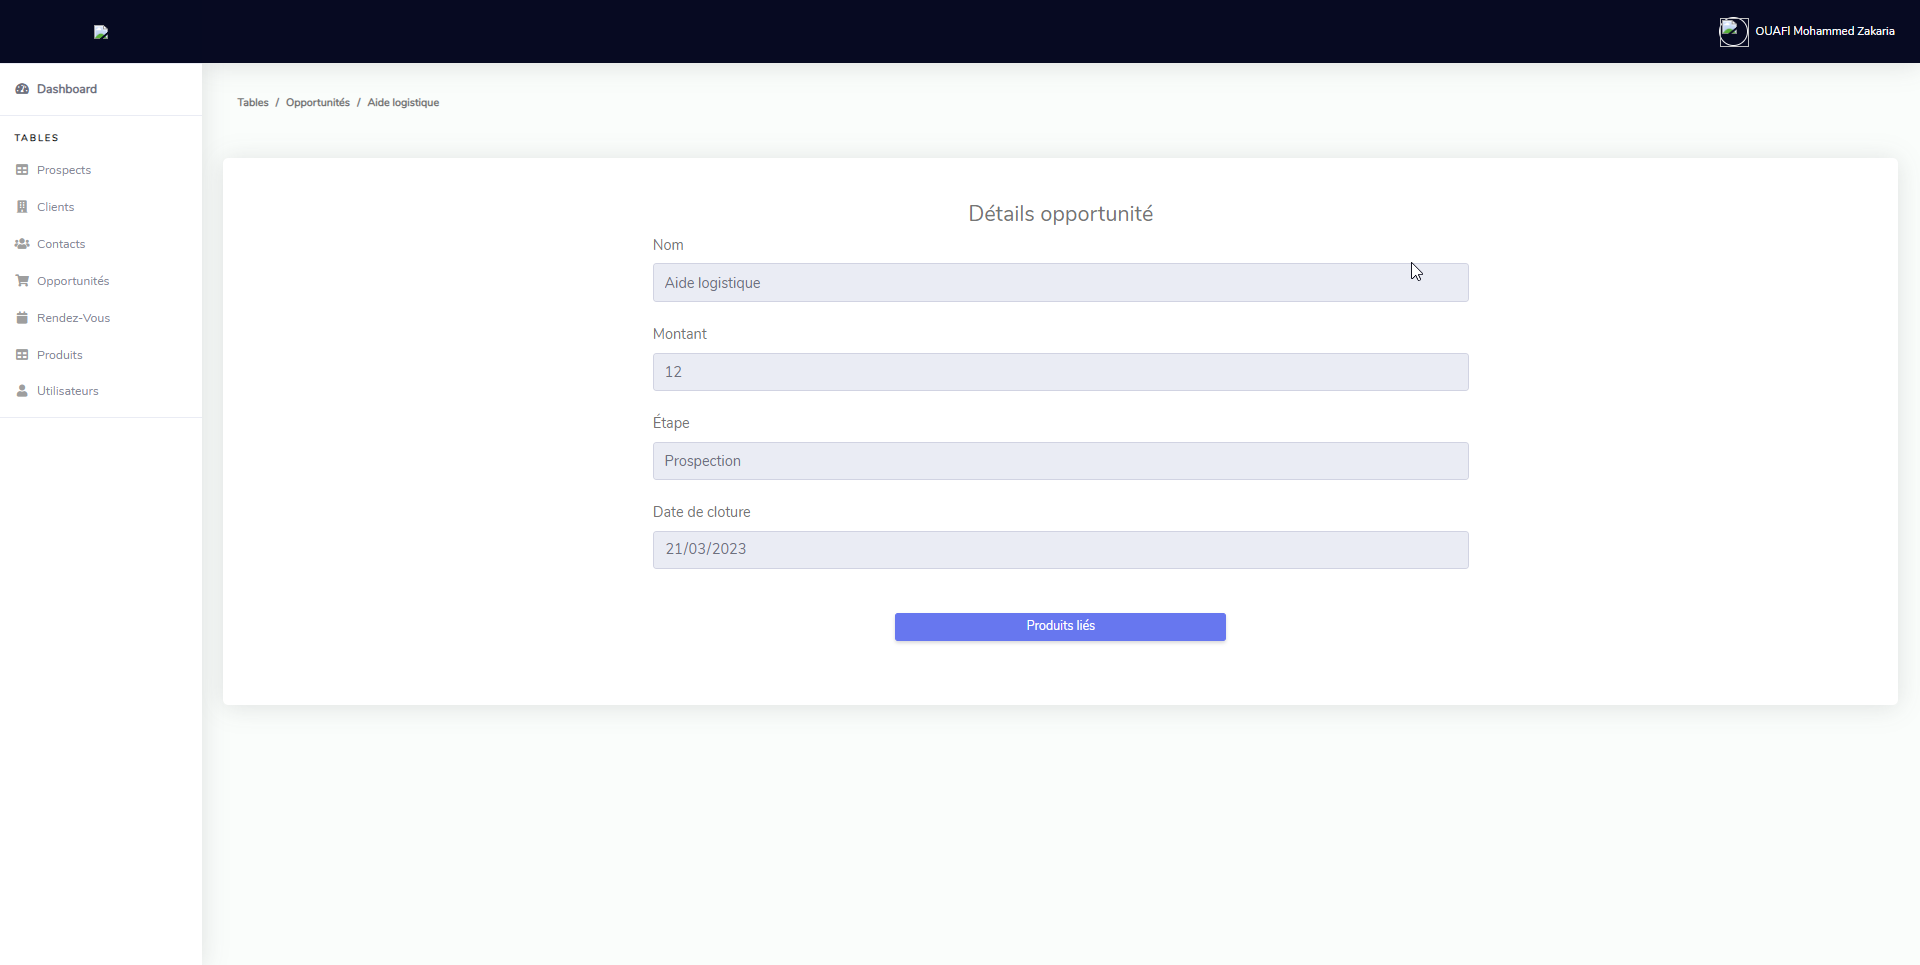 OUAFI Mohammed Zakaria
Dashboard
TABLES
Prospects
Clients
Contacts
Opportunités
Rendez-Vous
Produits
Utilisateurs
Tables / Opportunités / Aide logistique
Détails opportunité
Nom
Aide logistique
Montant
12
Étape
Prospection
Date de cloture
21/03/2023
Produits liés